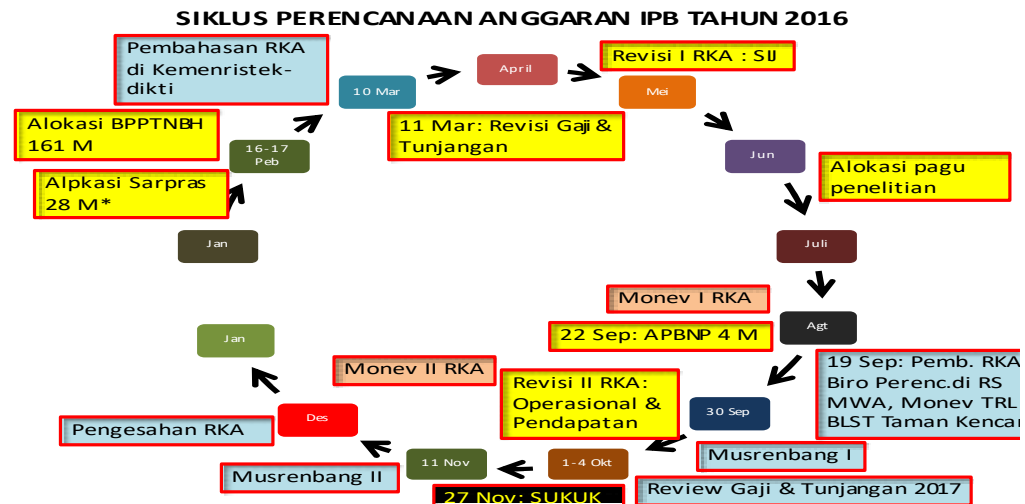 SIKLUS PERENCANAAN ANGGARAN IPB TAHUN 2016
Pembahasan RKA
di Kemenristek-
dikti
10 Mar
April
Revisi I RKA : SIJ
Mei
Alokasi BPPTNBH
161 M
16-17
Peb
11 Mar: Revisi Gaji &
Tunjangan
Jun
Alokasi pagu
penelitian
Alpkasi Sarpras
28 M*
Jan
Juli
Monev I RKA
Agt
22 Sep: APBNP 4 M
Jan
Monev II RKA
19 Sep: Pemb. RKA
Biro Perenc.di RS
MWA, Monev TRL
BLST Taman Kencan
Revisi II RKA:
Operasional &
Pendapatan
30 Sep
Des
Pengesahan RKA
Musrenbang I
11 Nov
1-4 Okt
Musrenbang II
Review Gaji & Tunjangan 2017
27 Nov: SUKUK